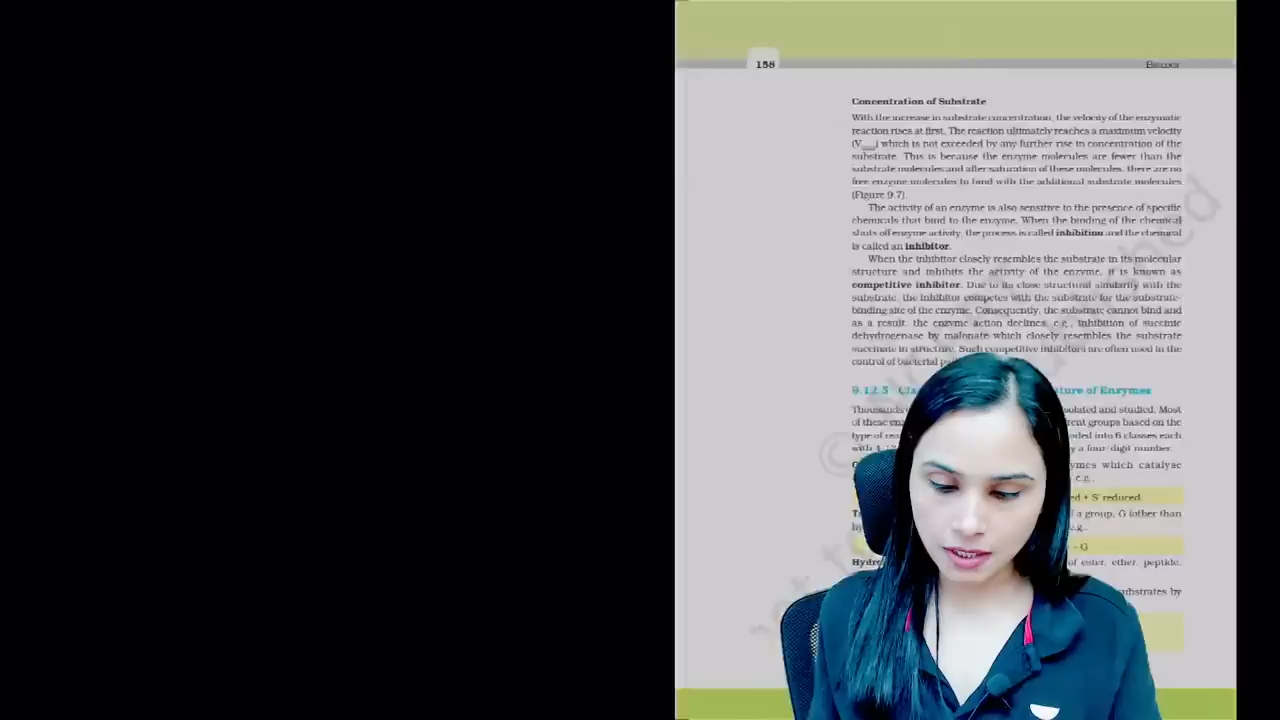 158
BIOLOGY
Concentration of Substrate
With the increase in substrate concentration, the velocity of the enzymatic
reaction rises at first. The reaction ultimately reaches a maximum velocity
(Vmax) which is not exceeded by any further rise in concentration of the
substrate. This is because the enzyme molecules are fewer than the
substrate molecules and after saturation of these molecules, there are no
free enzyme molecules to bind with the additional substrate molecules
(Figure 9.7).
The activity of an enzyme is also sensitive to the presence of specific
chemicals that bind to the enzyme. When the binding of the chemical
shuts off enzyme activity, the process is called inhibition and the chemical
is called an inhibitor.
When the inhibitor closely resembles the substrate in its molecular
structure and inhibits the activity of the enzyme, it is known as
competitive inhibitor. Due to its close structural similarity with the
substrate, the inhibitor competes with the substrate for the substrate-
binding site of the enzyme. Consequently, the substrate cannot bind and
as a result, the enzyme action declines, e.g., inhibition of succinic
dehydrogenase by malonate which closely resembles the substrate
succinate in structure. Such competitive inhibitors are often used in the
control of bacterial
9.12.5 ture of Enzymes
Thousands solated and studied. Most
of these rent groups based on the
type of ded into 6 classes each
with 4 y a four digit number.
ymes which catalyse
e.g.,
ed + S' reduced
f a group, G (other than
e.g.,
- G
Hydro of ester, ether, peptide,
substrates by